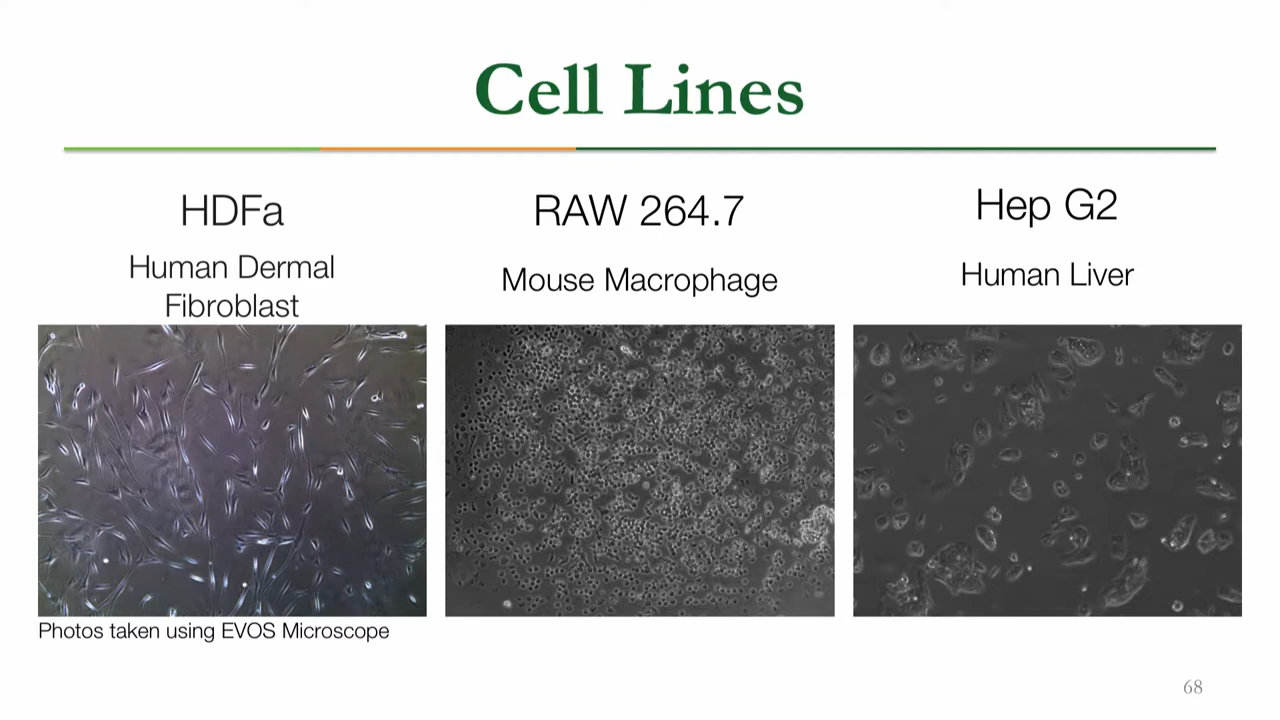 Cell Lines
HDFa
Human Dermal
Fibroblast
RAW 264.7
Mouse Macrophage
Hep G2
Human Liver
Photos taken using EVOS Microscope
68